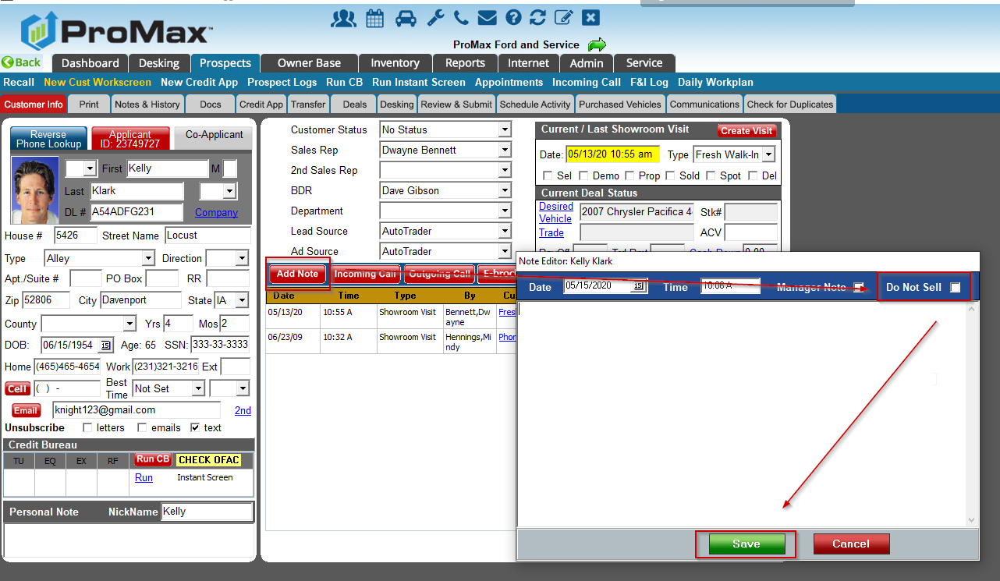 ProMax™
ProMax Ford and Service
Back Dashboard Desking Prospects Owner Base Inventory Reports Internet Admin Service
Recall New Cust Workscreen New Credit App Prospect Logs Run CB Run Instant Screen Appointments Incoming Call F&I Log Daily Workplan
Customer Info Print Notes & History Docs Credit App Transfer Deals Desking Review & Submit Schedule Activity Purchased Vehicles Communications Check for Duplicates
Reverse Phone Lookup
Applicant
ID: 23749727
Co-Applicant
First Kelly M
Last Klark
DL # A54ADFG231 Company
House # 5426 Street Name Locust
Type Alley Direction
Apt./Suite # PO Box RR
Zip 52806 City Davenport State IA
County Yrs 4 Mos 2
DOB: 06/15/1954 15 Age: 65 SSN: 333-33-3333
Home (465)465-4654 Work (231)321-3216 Ext
Cell ( ) - Best Time Not Set
Email knight123@gmail.com 2nd
Unsubscribe letters emails text
Credit Bureau
TU EQ EX RF Run CB CHECK OFAC
Run Instant Screen
Personal Note NickName Kelly
Customer Status No Status
Sales Rep Dwayne Bennett
2nd Sales Rep
BDR Dave Gibson
Department
Lead Source AutoTrader
Ad Source AutoTrader
Add Note Incoming Call Outgoing Call E-broc
Date Time Type By Cu
05/13/20 10:55 A Showroom Visit Bennett,Dwayne Fres
06/23/09 10:32 A Showroom Visit Hennings,Mindy Phor
Current / Last Showroom Visit Create Visit
Date: 05/13/20 10:55 am Type Fresh Walk-In
Sel Demo Prop Sold Spot Del
Current Deal Status
Desired Vehicle 2007 Chrysler Pacifica 4 Stk#
Trade ACV
Note Editor: Kelly Klark
Date 05/15/2020 15 Time 10:06 A Manager Note Do Not Sell
Save Cancel